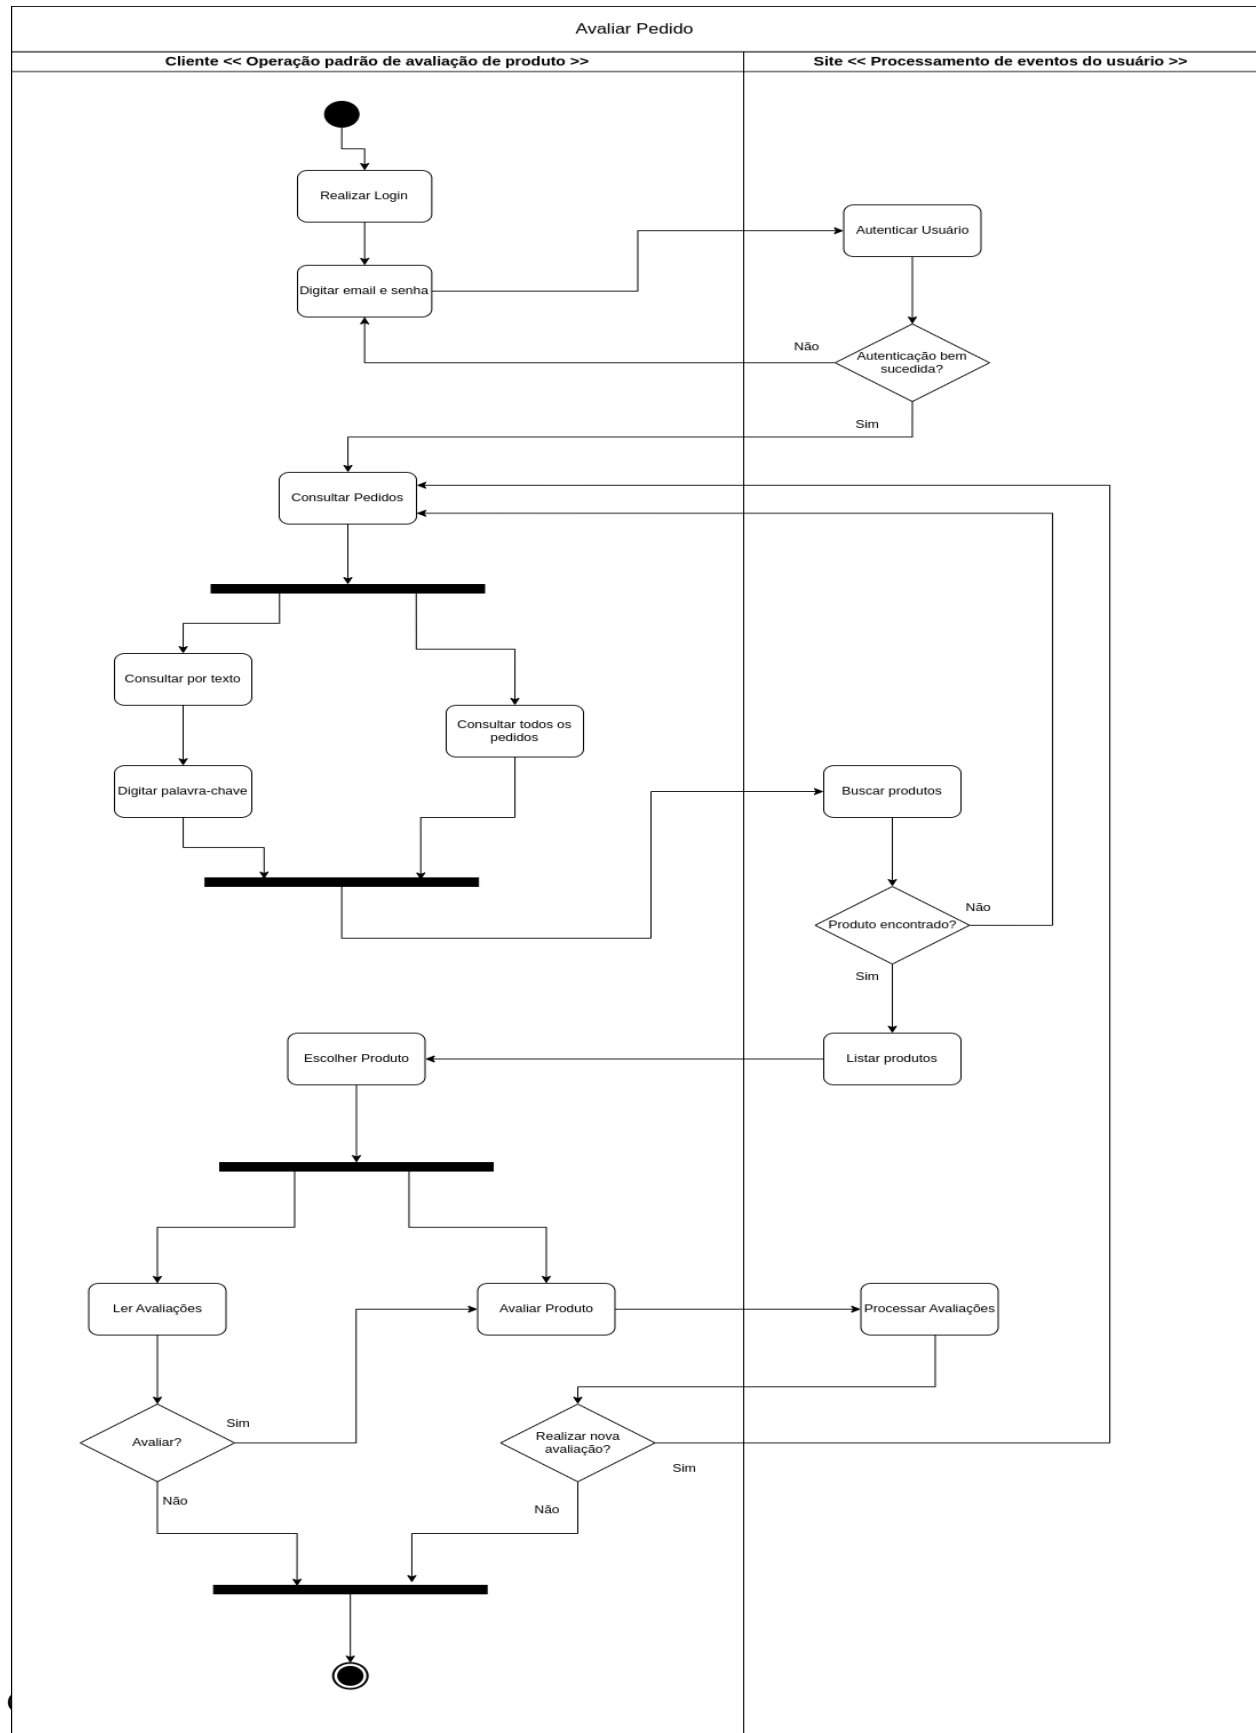 Avaliar Pedido
Cliente << Operação padrão de avaliação de produto >>
Site << Processamento de eventos do usuário >>
Realizar Login
Autenticar Usuário
Digitar email e senha
Não
Autenticação bem
sucedida?
Sim
Consultar Pedidos
Consultar por texto
Consultar todos os
pedidos
Digitar palavra-chave
Buscar produtos
Não
Produto encontrado?
Sim
Escolher Produto
Listar produtos
Ler Avaliações
Avaliar Produto
Processar Avaliações
Sim
Avaliar?
Realizar nova
avaliação?
Sim
Não
Não